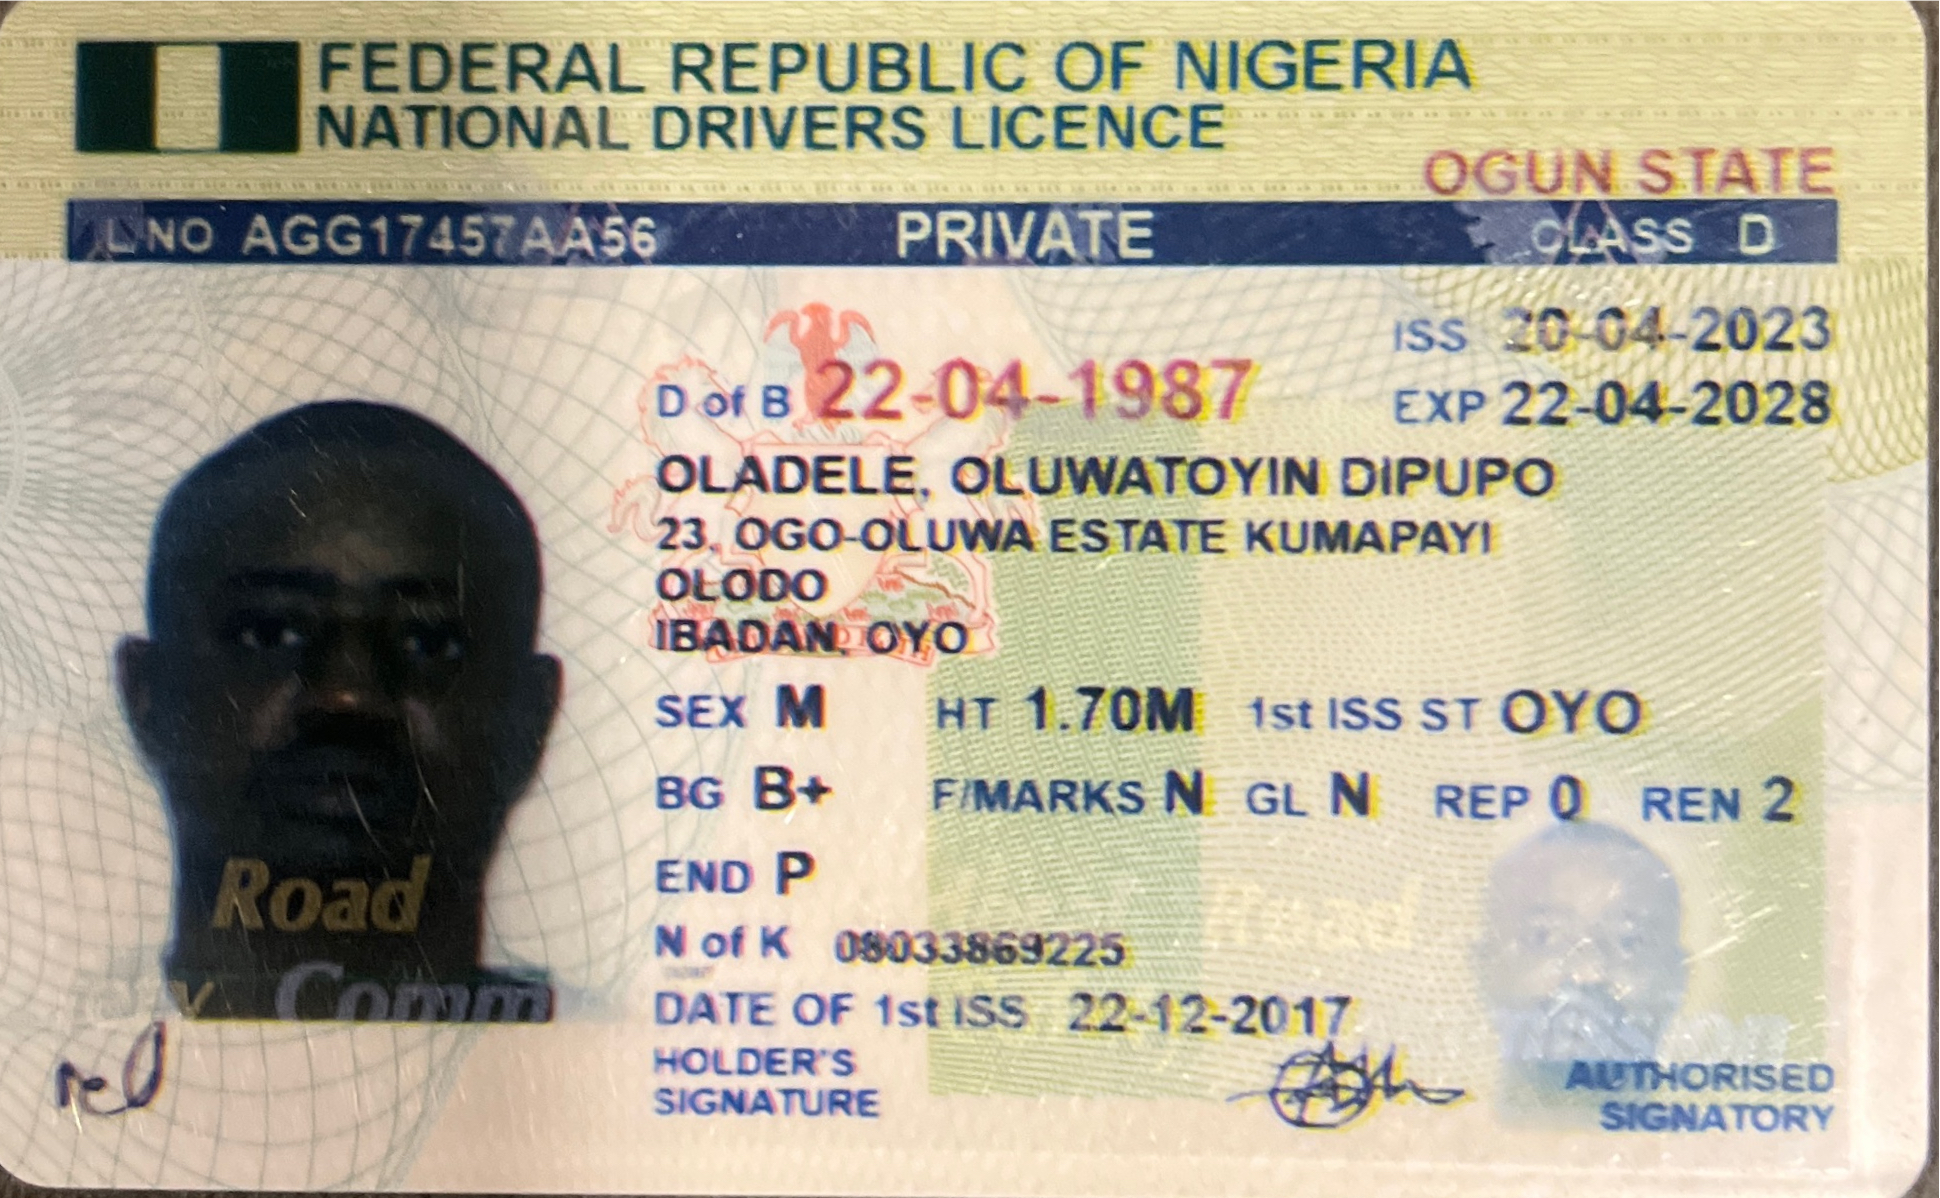 FEDERAL REPUBLIC OF NIGERIA
NATIONAL DRIVERS LICENCE
OGUN STATE
L/NO AGG17457AA56 PRIVATE CLASS D
ISS 20-04-2023
D of B 22-04-1987 EXP 22-04-2028
OLADELE, OLUWATOYIN DIPUPO
23, OGO-OLUWA ESTATE KUMAPAYI
OLODO
IBADAN, OYO
SEX M HT 1.70M 1st ISS ST OYO
BG B+ F/MARKS N GL N REP 0 REN 2
END P
Road
N of K 08033869225
Comm
DATE OF 1st ISS 22-12-2017
HOLDER'S
SIGNATURE
AUTHORISED
SIGNATORY